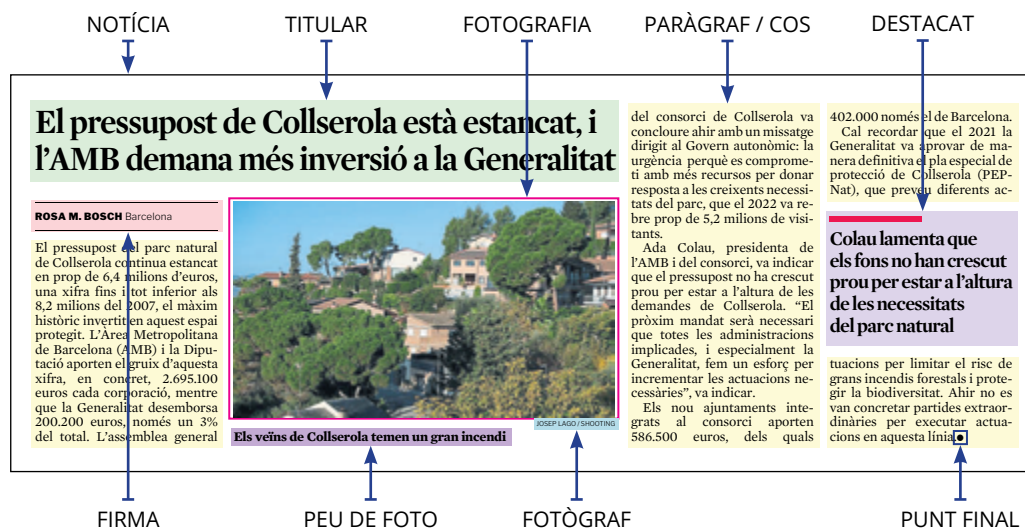 NOTÍCIA
TITULAR
FOTOGRAFIA
PARÀGRAF / COS
DESTACAT
El pressupost de Collserola està estancat, i
l’AMB demana més inversió a la Generalitat
ROSA M. BOSCH Barcelona
El pressupost del parc natural
de Collserola continua estancat
en prop de 6,4 milions d’euros,
una xifra fins i tot inferior als
8,2 milions del 2007, el màxim
històric invertit en aquest espai
protegit. L’Àrea Metropolitana
de Barcelona (AMB) i la Dipu-
tació aporten el gruix d’aquesta
xifra, en concret, 2.695.100
euros cada corporació, mentre
que la Generalitat desemborsa
200.200 euros, només un 3%
del total. L’assemblea general
JOSEP LAGO / SHOOTING
Els veïns de Collserola temen un gran incendi
del consorci de Collserola va
concloure ahir amb un missatge
dirigit al Govern autonòmic: la
urgència perquè es comprome-
ti amb més recursos per donar
resposta a les creixents necessi-
tats del parc, que el 2022 va re-
bre prop de 5,2 milions de visi-
tants.
Ada Colau, presidenta de
l’AMB i del consorci, va indicar
que el pressupost no ha crescut
prou per estar a l’altura de les
demandes de Collserola. “El
pròxim mandat serà necessari
que totes les administracions
implicades, i especialment la
Generalitat, fem un esforç per
incrementar les actuacions ne-
cessàries”, va indicar.
Els nou ajuntaments inte-
grats al consorci aporten
586.500 euros, dels quals
402.000 només el de Barcelona.
Cal recordar que el 2021 la
Generalitat va aprovar de ma-
nera definitiva el pla especial de
protecció de Collserola (PEP-
Nat), que preveu diferents ac-
Colau lamenta que
els fons no han crescut
prou per estar a l’altura
de les necessitats
del parc natural
tuacions per limitar el risc de
grans incendis forestals i prote-
gir la biodiversitat. Ahir no es
van concretar partides extraor-
dinàries per executar actua-
cions en aquesta línia.
FIRMA
PEU DE FOTO
FOTÒGRAF
PUNT FINAL